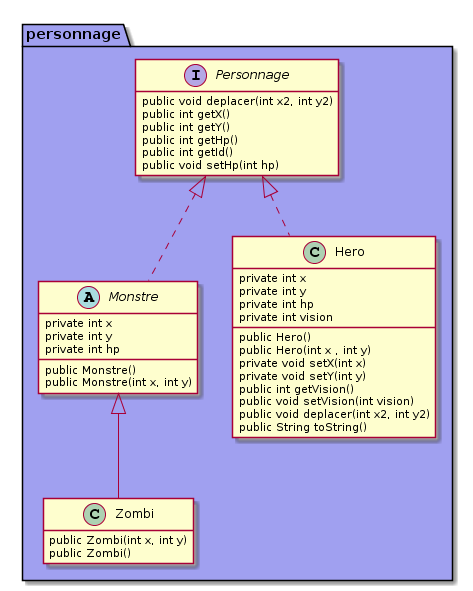 personnage
I Personnage
public void deplacer(int x2, int y2)
public int getX()
public int getY()
public int getHp()
public int getId()
public void setHp(int hp)
C Hero
private int x
private int y
private int hp
private int vision
public Hero()
public Hero(int x , int y)
private void setX(int x)
private void setY(int y)
public int getVision()
public void setVision(int vision)
public void deplacer(int x2, int y2)
public String toString()
A Monstre
private int x
private int y
private int hp
public Monstre()
public Monstre(int x, int y)
C Zombi
public Zombi(int x, int y)
public Zombi()